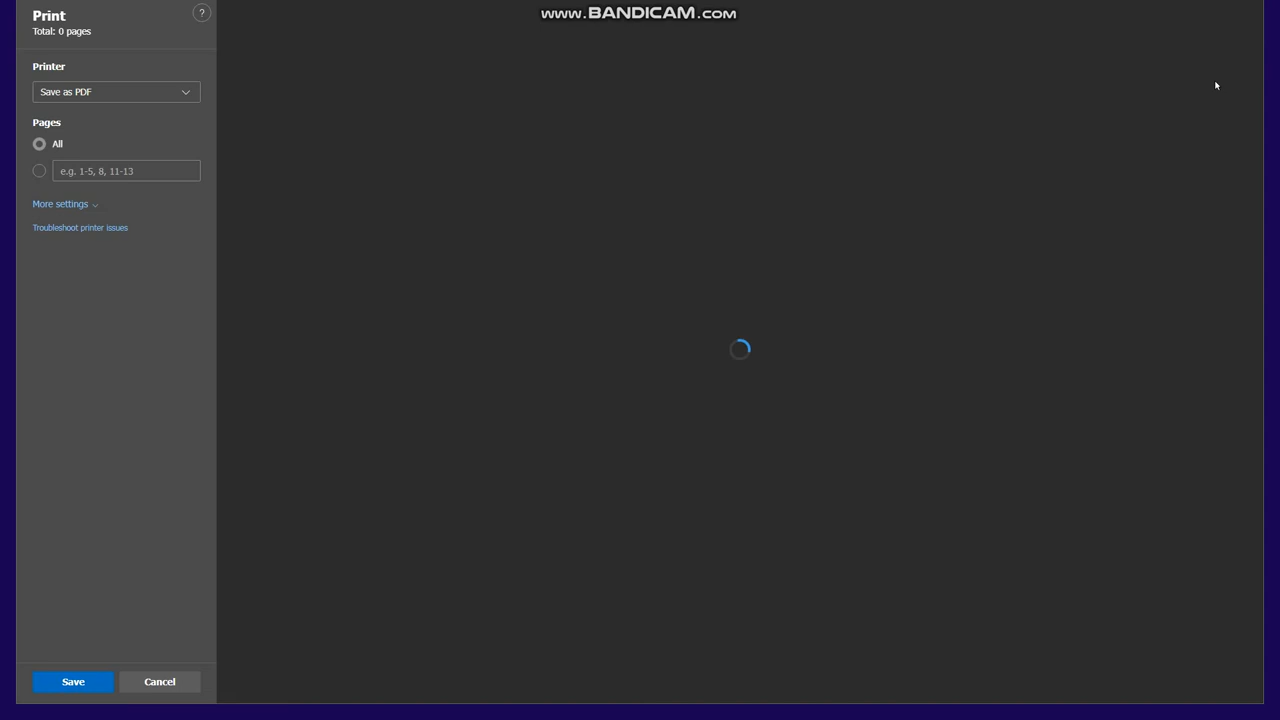 www.BANDICAM.com
Print
?
Total: 0 pages
Printer
Save as PDF
Pages
All
e.g. 1-5, 8, 11-13
More settings
Troubleshoot printer issues
Save
Cancel